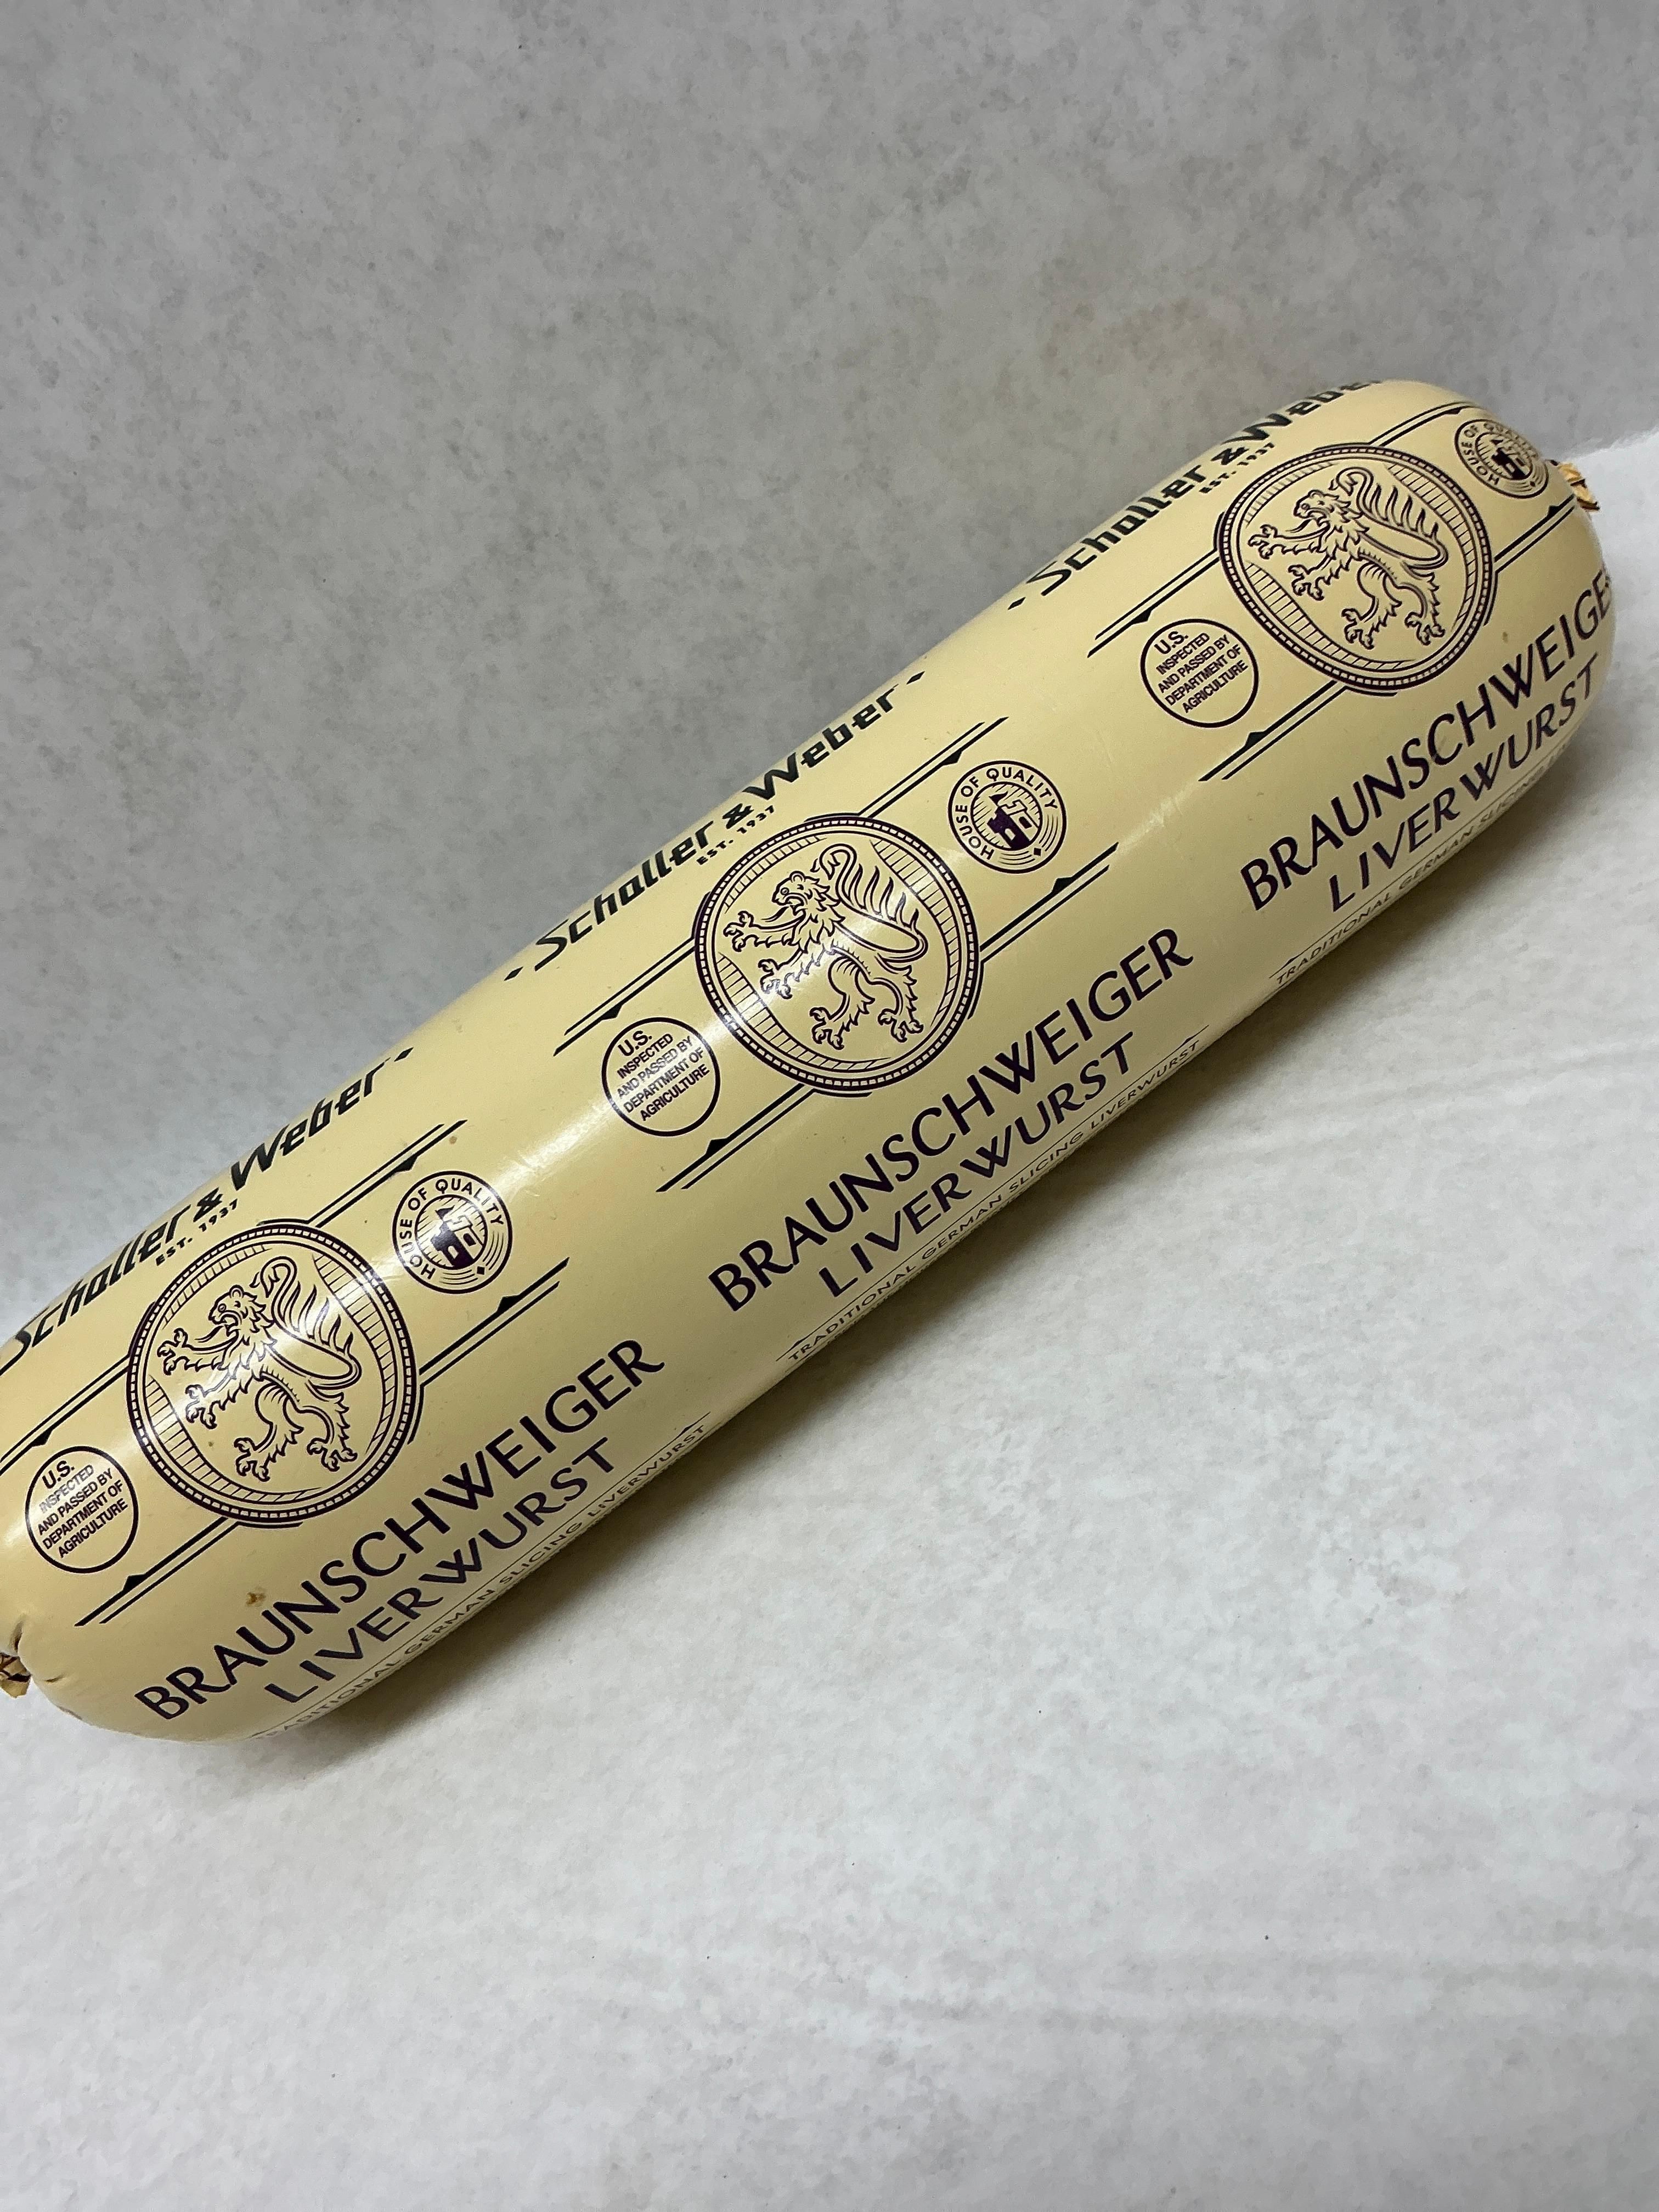 Schaller & Weber
EST. 1937
HOUSE OF QUALITY
U.S.
INSPECTED
AND PASSED BY
DEPARTMENT OF
AGRICULTURE
BRAUNSCHWEIGER
LIVERWURST
TRADITIONAL GERMAN SLICING LIVERWURST
Schaller & Weber
EST. 1937
HOUSE OF QUALITY
U.S.
INSPECTED
AND PASSED BY
DEPARTMENT OF
AGRICULTURE
BRAUNSCHWEIGER
LIVERWURST
TRADITIONAL GERMAN SLICING LIVERWURST
Schaller & Weber
EST. 1937
HOUSE OF QUALITY
U.S.
INSPECTED
AND PASSED BY
DEPARTMENT OF
AGRICULTURE
BRAUNSCHWEIGER
LIVERWURST
TRADITIONAL GERMAN SLICING